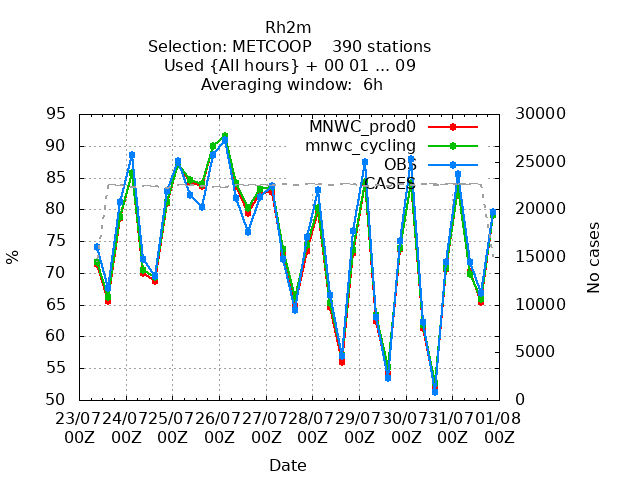 Rh2m
Selection: METCOOP    390 stations
Used {All hours} + 00 01 ... 09
Averaging window:  6h
95
90
85
80
75
70
65
60
55
50
%
30000
25000
20000
15000
10000
5000
0
No cases
MNWC_prod0
mnwc_cycling
OBS
CASES
23/07 24/07 25/07 26/07 27/07 28/07 29/07 30/07 31/07 01/08
00Z 00Z 00Z 00Z 00Z 00Z 00Z 00Z 00Z 00Z
Date